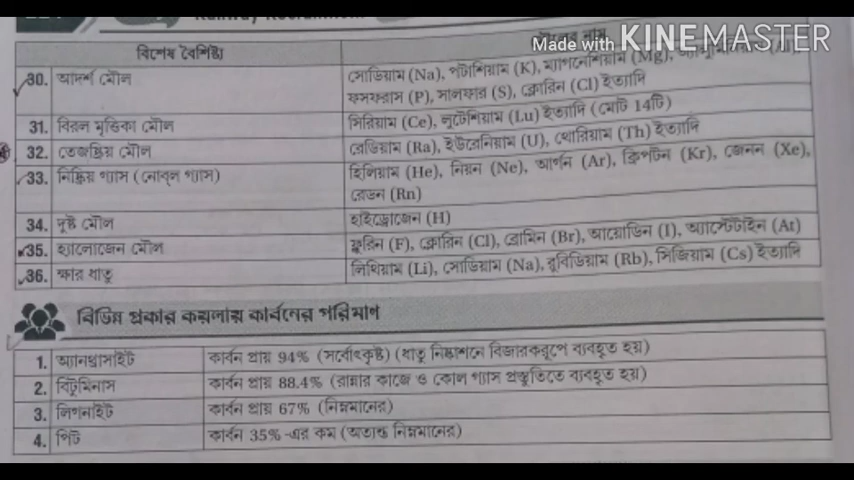 Made with KINEMASTER
বিশেষ বৈশিষ্ট্য
30. আদর্শ মৌল
সোডিয়াম (Na), পটাশিয়াম (K), ম্যাগনেশিয়াম (Mg),
ফসফরাস (P), সালফার (S), ক্লোরিন (Cl) ইত্যাদি
31. বিরল মৃত্তিকা মৌল
সিরিয়াম (Ce), লুটেশিয়াম (Lu) ইত্যাদি (মোট 14টি)
32. তেজস্ক্রিয় মৌল
রেডিয়াম (Ra), ইউরেনিয়াম (U), থোরিয়াম (Th) ইত্যাদি
33. নিষ্ক্রিয় গ্যাস (নোব্‌ল গ্যাস)
হিলিয়াম (He), নিয়ন (Ne), আর্গন (Ar), ক্রিপটন (Kr), জেনন (Xe),
রেডন (Rn)
34. দুষ্ট মৌল
হাইড্রোজেন (H)
35. হ্যালোজেন মৌল
ফ্লুরিন (F), ক্লোরিন (Cl), ব্রোমিন (Br), আয়োডিন (I), অ্যাস্টেটাইন (At)
36. ক্ষার ধাতু
লিথিয়াম (Li), সোডিয়াম (Na), রুবিডিয়াম (Rb), সিজিয়াম (Cs) ইত্যাদি
বিভিন্ন প্রকার কয়লায় কার্বনের পরিমাণ
1. অ্যানথ্রাসাইট
কার্বন প্রায় 94% (সর্বোৎকৃষ্ট) (ধাতু নিষ্কাশনে বিজারকরূপে ব্যবহৃত হয়)
2. বিটুমিনাস
কার্বন প্রায় 88.4% (রান্নার কাজে ও কোল গ্যাস প্রস্তুতিতে ব্যবহৃত হয়)
3. লিগনাইট
কার্বন প্রায় 67% (নিম্নমানের)
4. পিট
কার্বন 35%-এর কম (অত্যন্ত নিম্নমানের)